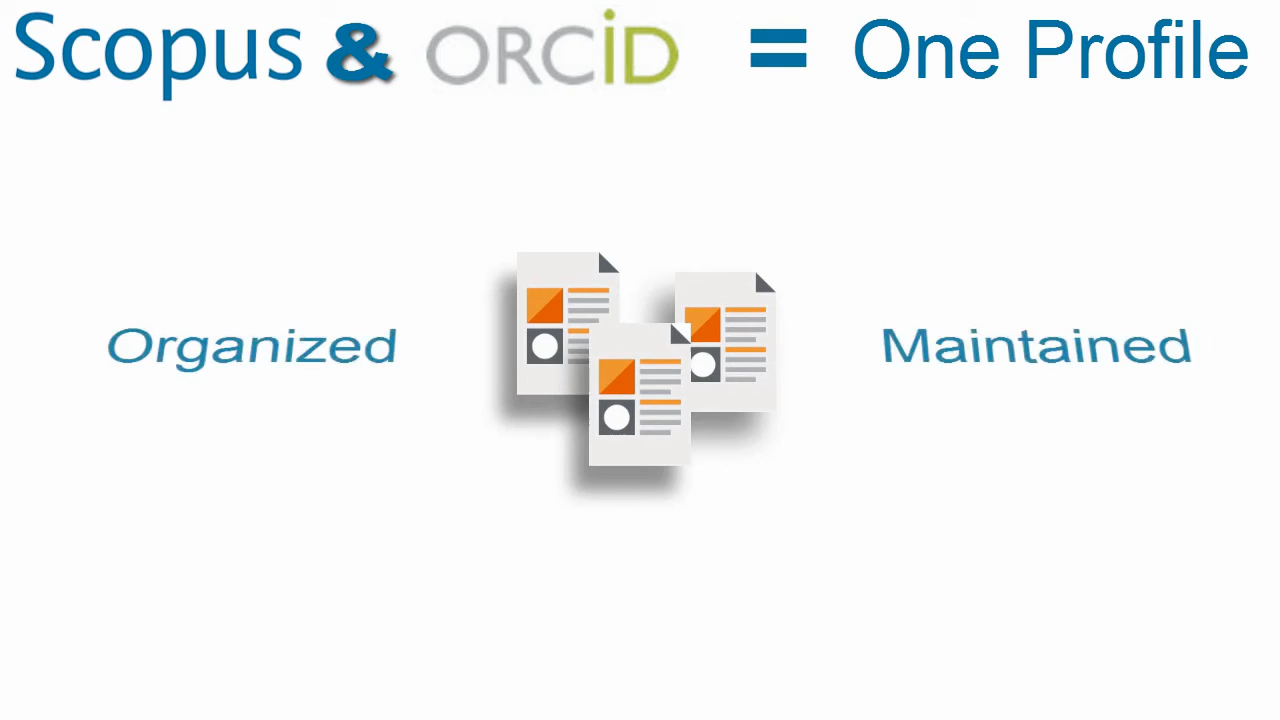 Scopus & ORCiD = One Profile
Organized
Maintained